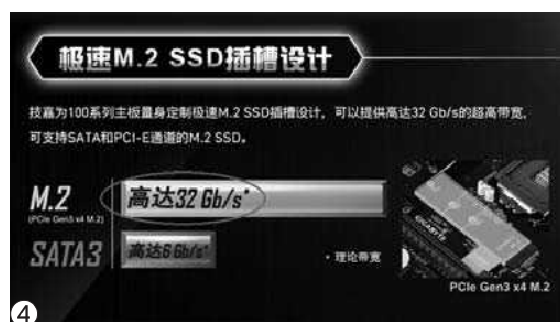 极速M.2 SSD插槽设计
技嘉为100系列主板量身定制极速M.2 SSD插槽设计，可以提供高达32 Gb/s的超高带宽，
可支持SATA和PCI-E通道的M.2 SSD。
M.2
高达32 Gb/s*
(PCIe Gen3 x4 M.2)
SATA3
高达6 Gb/s*
* 理论带宽
PCIe Gen3 x4 M.2
4